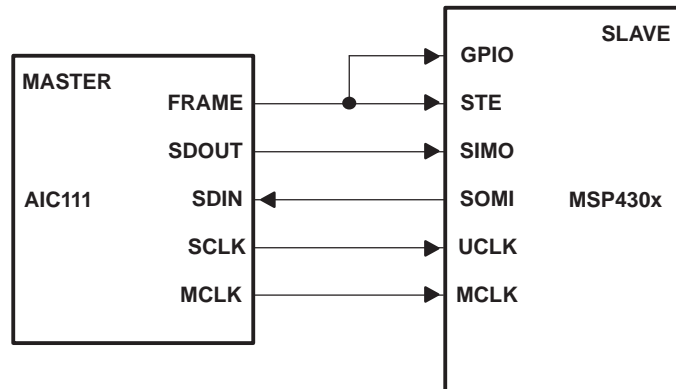 SLAVE
GPIO
MASTER
FRAME STE
SDOUT SIMO
AIC111 SDIN SOMI MSP430x
SCLK UCLK
MCLK MCLK